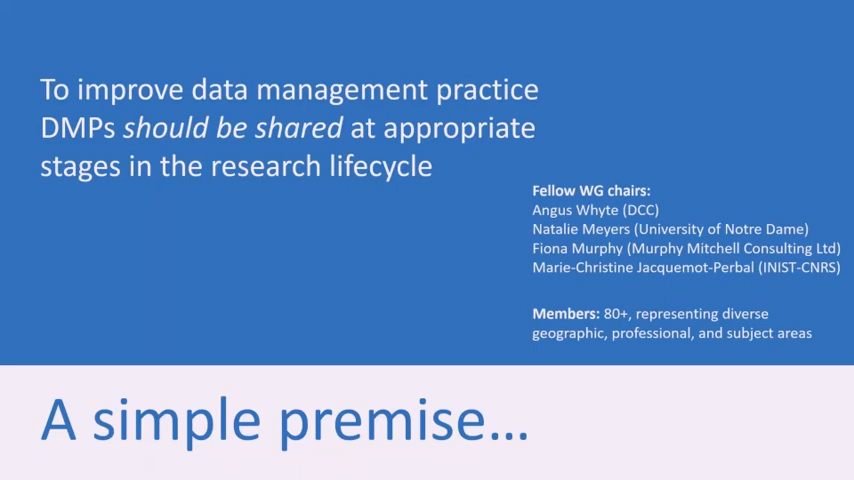 To improve data management practice
DMPs should be shared at appropriate
stages in the research lifecycle
Fellow WG chairs:
Angus Whyte (DCC)
Natalie Meyers (University of Notre Dame)
Fiona Murphy (Murphy Mitchell Consulting Ltd)
Marie-Christine Jacquemot-Perbal (INIST-CNRS)
Members: 80+, representing diverse
geographic, professional, and subject areas
A simple premise…